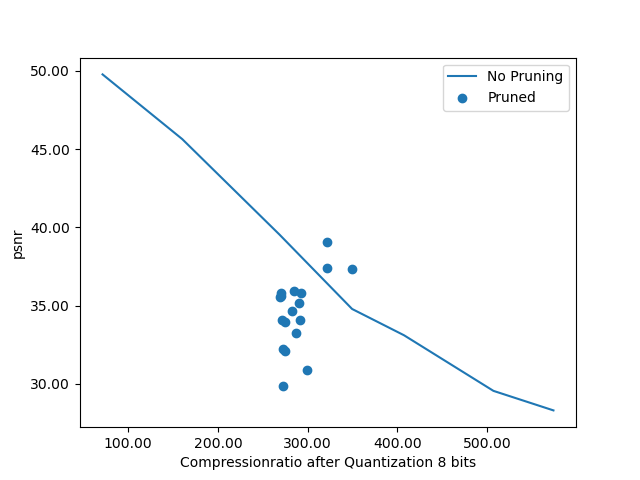 No Pruning
Pruned
50.00
45.00
40.00
35.00
30.00
psnr
100.00 200.00 300.00 400.00 500.00
Compressionratio after Quantization 8 bits